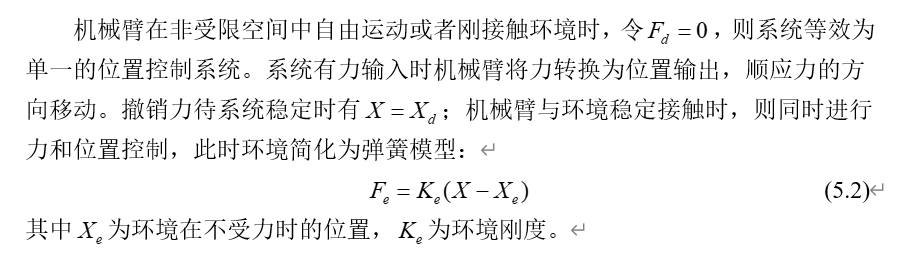 机械臂在非受限空间中自由运动或者刚接触环境时，令 F_d = 0，则系统等效为
单一的位置控制系统。系统有力输入时机械臂将力转换为位置输出，顺应力的方
向移动。撤销力待系统稳定时有 X = X_d；机械臂与环境稳定接触时，则同时进行
力和位置控制，此时环境简化为弹簧模型：↵
F_e = K_e(X − X_e) (5.2)↵
其中 X_e 为环境在不受力时的位置， K_e 为环境刚度。↵